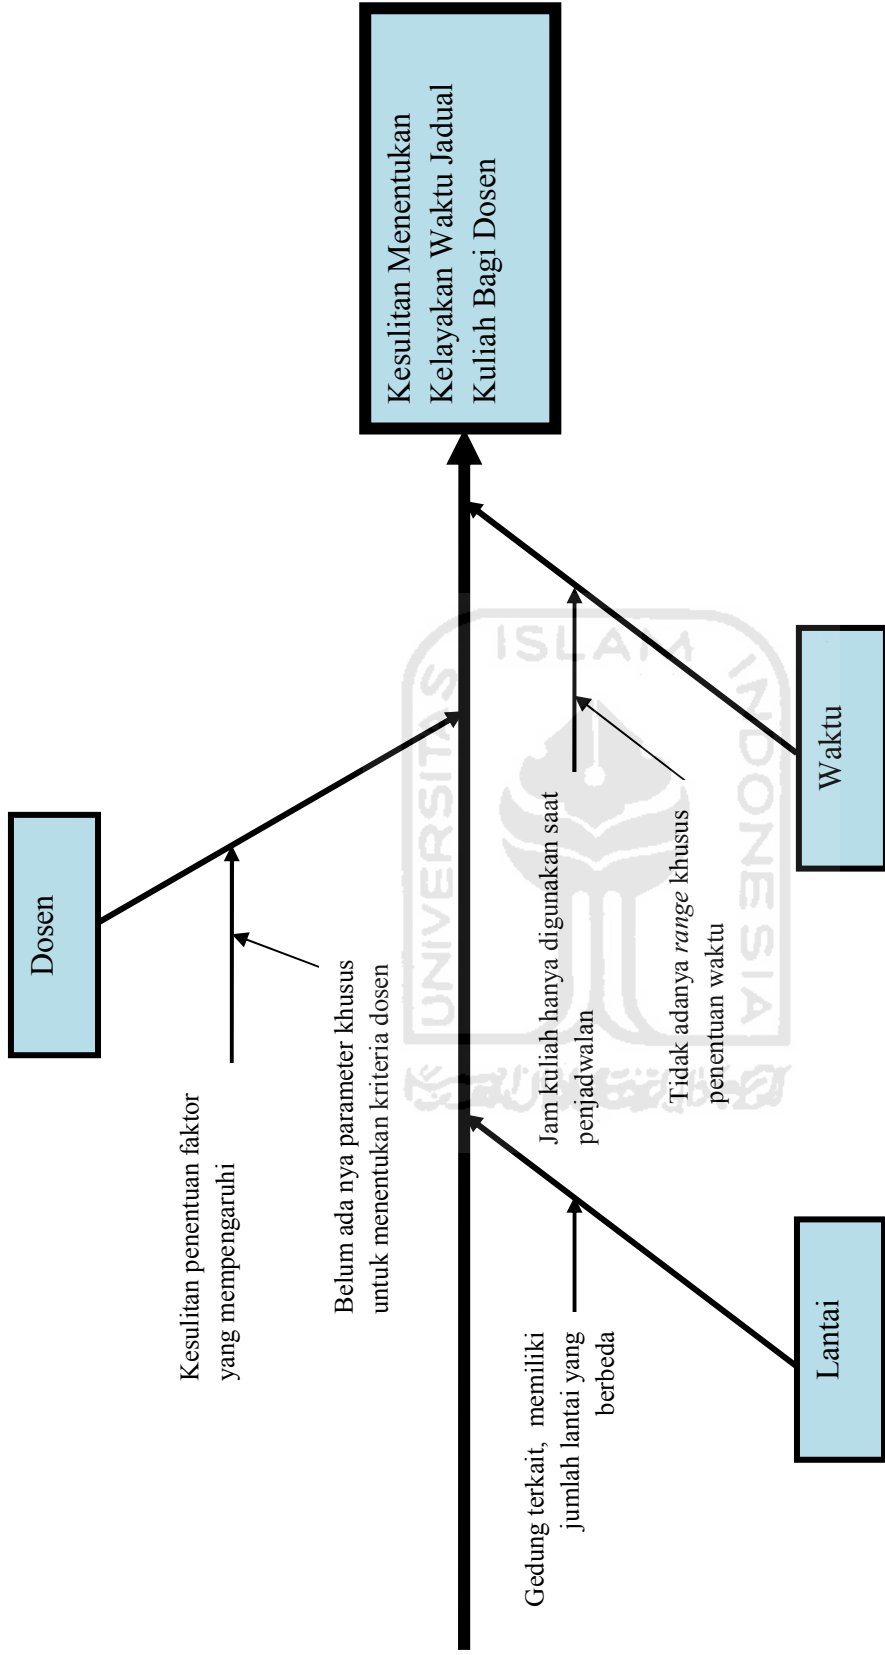 Dosen
Kesulitan penentuan faktor
yang mempengaruhi
Belum ada nya parameter khusus
untuk menentukan kriteria dosen
Kesulitan Menentukan
Kelayakan Waktu Jadual
Kuliah Bagi Dosen
Gedung terkait, memiliki
jumlah lantai yang
berbeda
Jam kuliah hanya digunakan saat
penjadwalan
Tidak adanya range khusus
penentuan waktu
Lantai
Waktu
UNIVERSITAS
ISLAM
INDONESIA